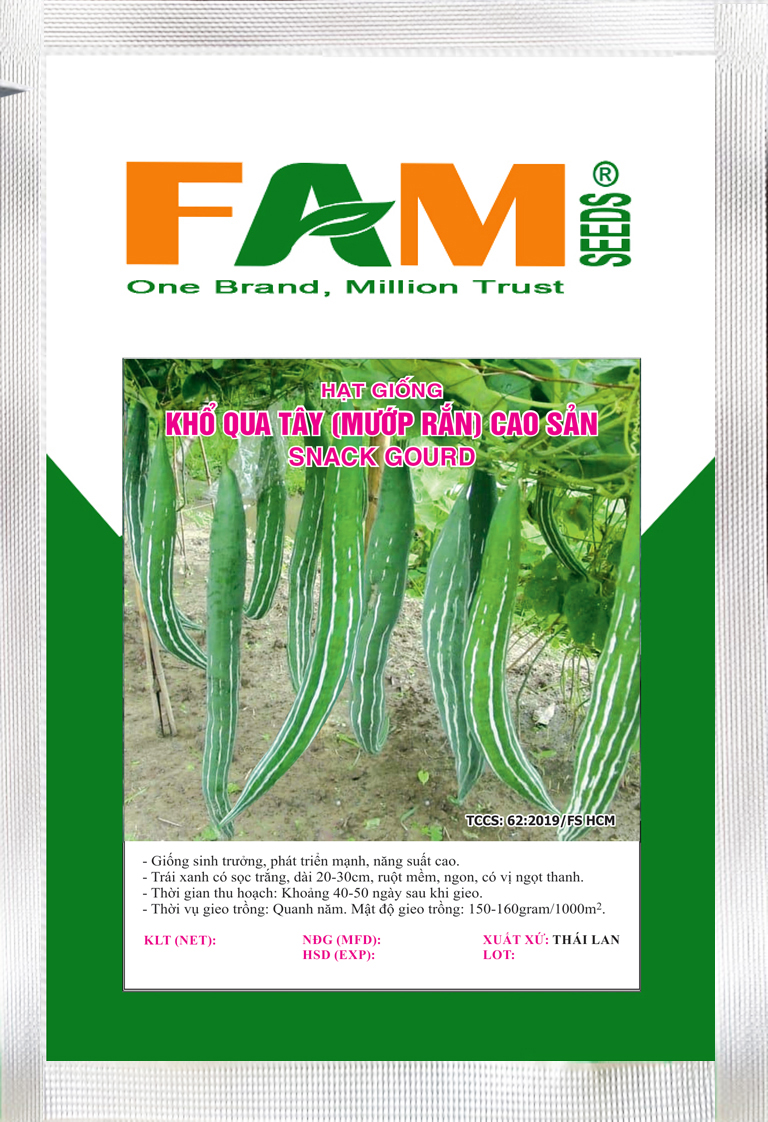 FAM SEEDS®
One Brand, Million Trust
HẠT GIỐNG
KHỔ QUA TÂY (MƯỚP RẮN) CAO SẢN
SNACK GOURD
TCCS: 62:2019/FS HCM
- Giống sinh trưởng, phát triển mạnh, năng suất cao.
- Trái xanh có sọc trắng, dài 20-30cm, ruột mềm, ngon, có vị ngọt thanh.
- Thời gian thu hoạch: Khoảng 40-50 ngày sau khi gieo.
- Thời vụ gieo trồng: Quanh năm. Mật độ gieo trồng: 150-160gram/1000m².
KLT (NET): NĐG (MFD): XUẤT XỨ: THÁI LAN
HSD (EXP): LOT: